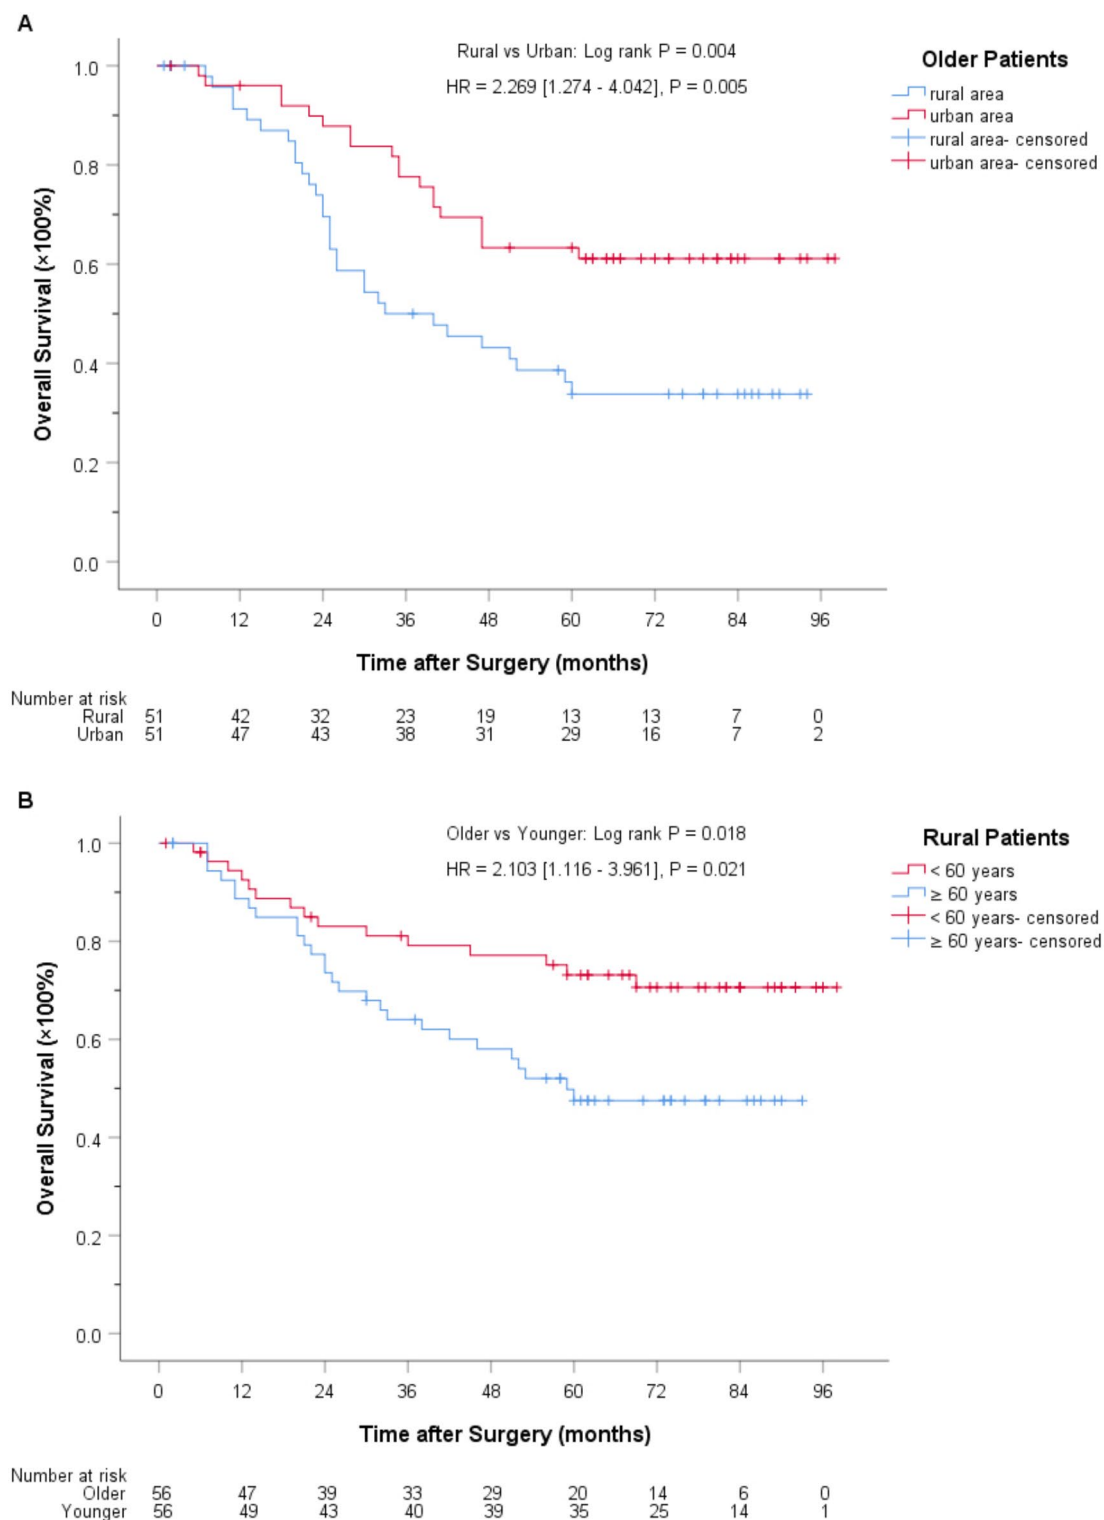 A
Rural vs Urban: Log rank P = 0.004
HR = 2.269 [1.274 - 4.042], P = 0.005
Older Patients
rural area
urban area
rural area- censored
urban area- censored
Overall Survival (×100%)
1.0
0.8
0.6
0.4
0.2
0.0
0 12 24 36 48 60 72 84 96
Time after Surgery (months)
Number at risk
Rural 51 42 32 23 19 13 13 7 0
Urban 51 47 43 38 31 29 16 7 2
B
Older vs Younger: Log rank P = 0.018
HR = 2.103 [1.116 - 3.961], P = 0.021
Rural Patients
< 60 years
≥ 60 years
< 60 years- censored
≥ 60 years- censored
Overall Survival (×100%)
1.0
0.8
0.6
0.4
0.2
0.0
0 12 24 36 48 60 72 84 96
Time after Surgery (months)
Number at risk
Older 56 47 39 33 29 20 14 6 0
Younger 56 49 43 40 39 35 25 14 1